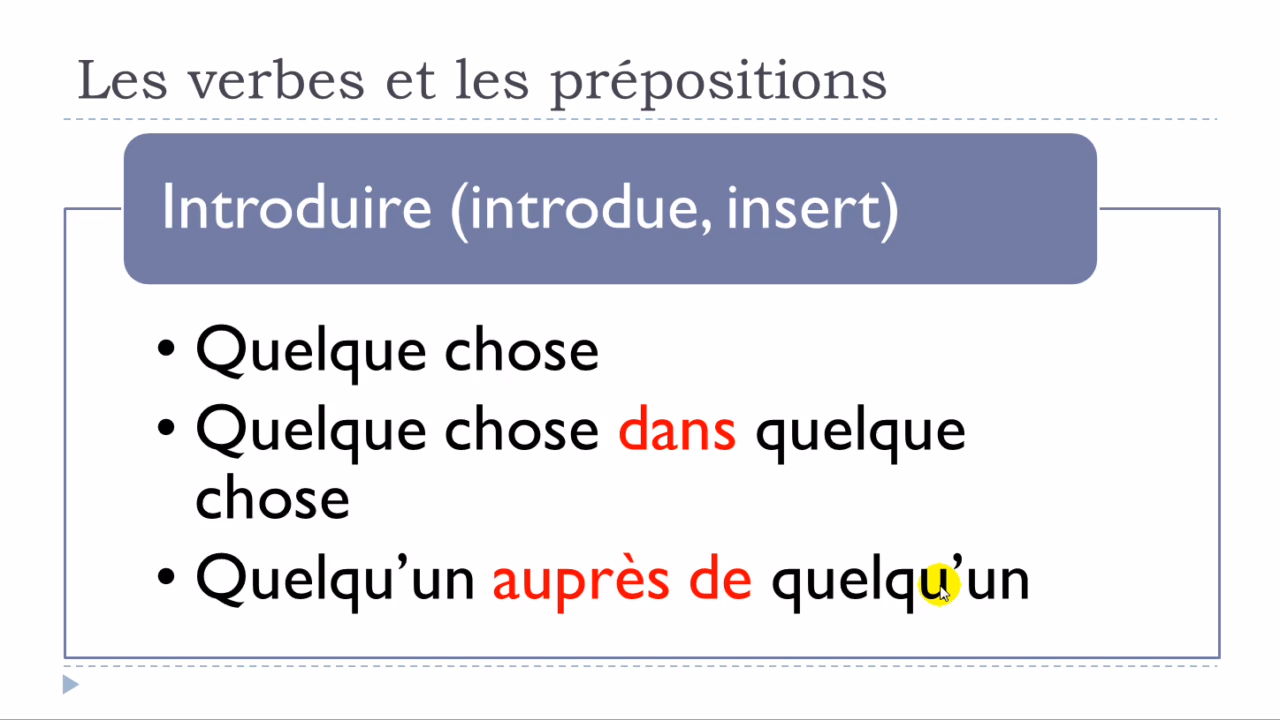 Les verbes et les prépositions
Introduire (introdue, insert)
• Quelque chose
• Quelque chose dans quelque
chose
• Quelqu’un auprès de quelqu’un